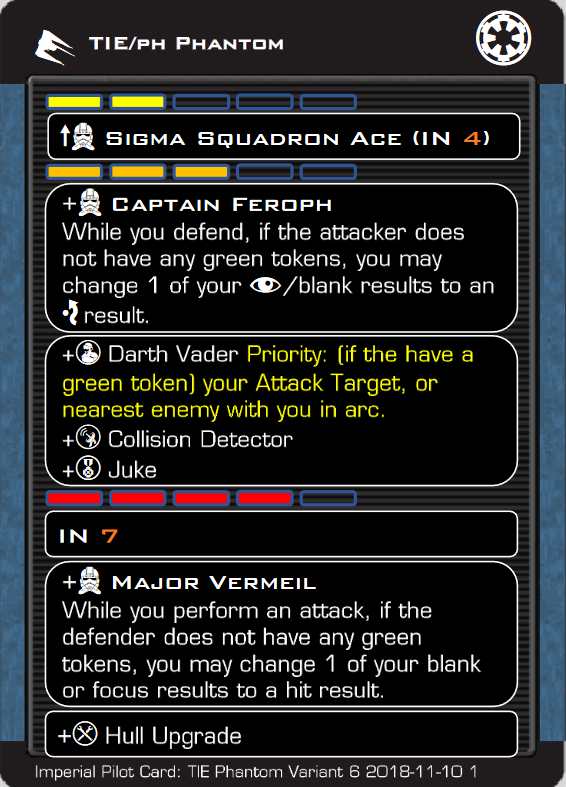 TIE/PH PHANTOM
SIGMA SQUADRON ACE (IN 4)
+ CAPTAIN FEROPH
While you defend, if the attacker does
not have any green tokens, you may
change 1 of your /blank results to an
result.
+ Darth Vader Priority: (if the have a
green token) your Attack Target, or
nearest enemy with you in arc.
+ Collision Detector
+ Juke
IN 7
+ MAJOR VERMEIL
While you perform an attack, if the
defender does not have any green
tokens, you may change 1 of your blank
or focus results to a hit result.
+ Hull Upgrade
Imperial Pilot Card: TIE Phantom Variant 6 2018-11-10 1